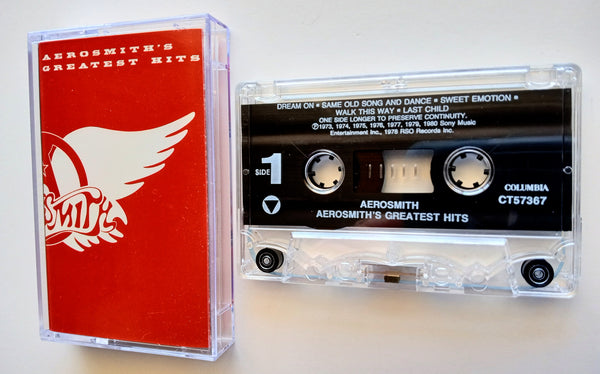 AEROSMITH'S
GREATEST HITS
SMITH
DREAM ON ▪ SAME OLD SONG AND DANCE ▪ SWEET EMOTION ▪
WALK THIS WAY ▪ LAST CHILD
ONE SIDE LONGER TO PRESERVE CONTINUITY.
Ⓟ1973, 1974, 1975, 1976, 1977, 1979, 1980 Sony Music
Entertainment Inc., 1978 RSO Records Inc.
SIDE 1
COLUMBIA
CT57367
AEROSMITH
AEROSMITH'S GREATEST HITS